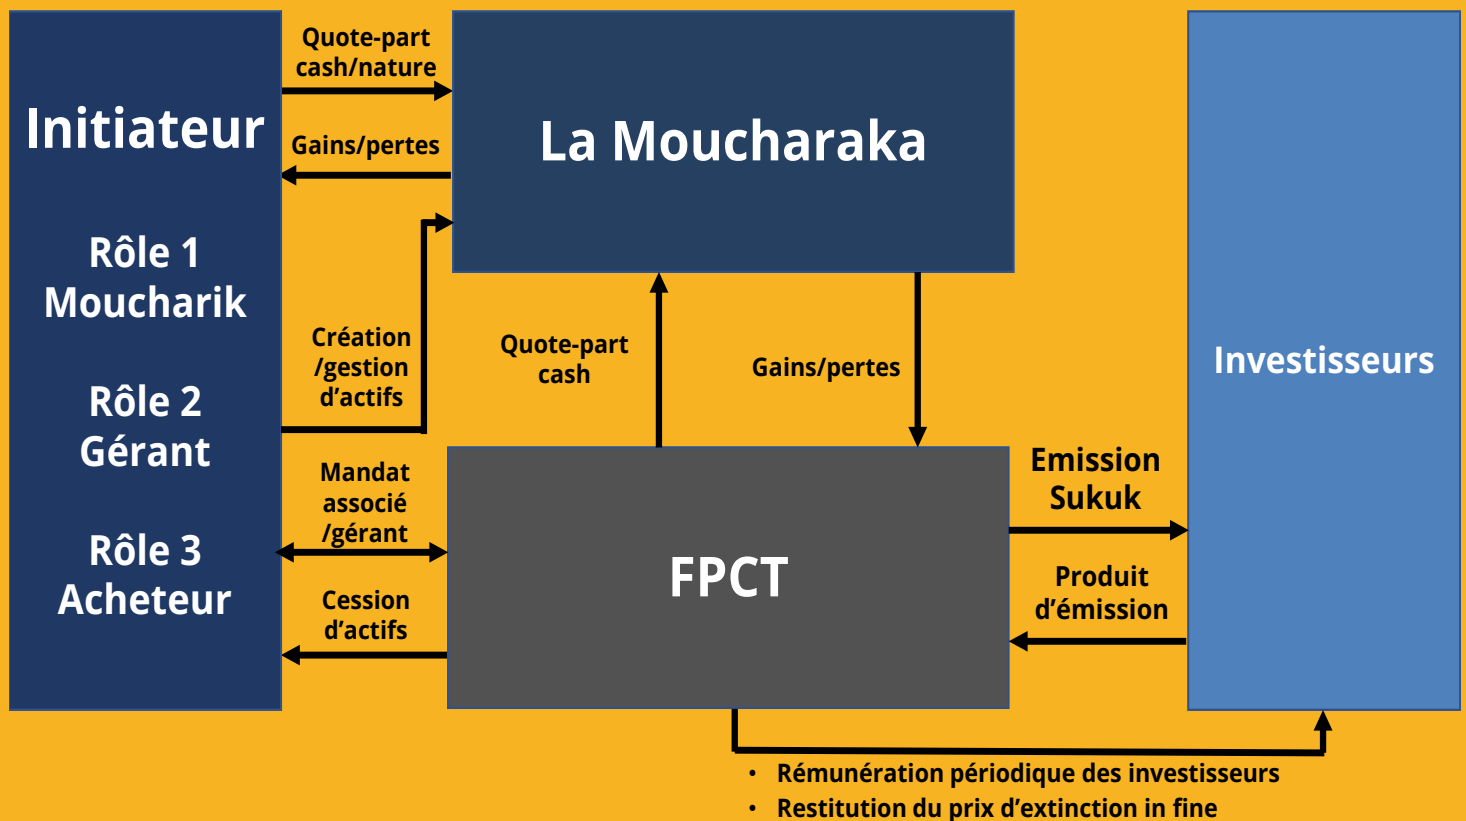 Initiateur
Rôle 1
Moucharik
Rôle 2
Gérant
Rôle 3
Acheteur
Quote-part
cash/nature
Gains/pertes
Création
/gestion
d’actifs
Mandat
associé
/gérant
Cession
d’actifs
La Moucharaka
Quote-part
cash
Gains/pertes
FPCT
Emission
Sukuk
Produit
d’émission
Investisseurs
• Rémunération périodique des investisseurs
• Restitution du prix d’extinction in fine